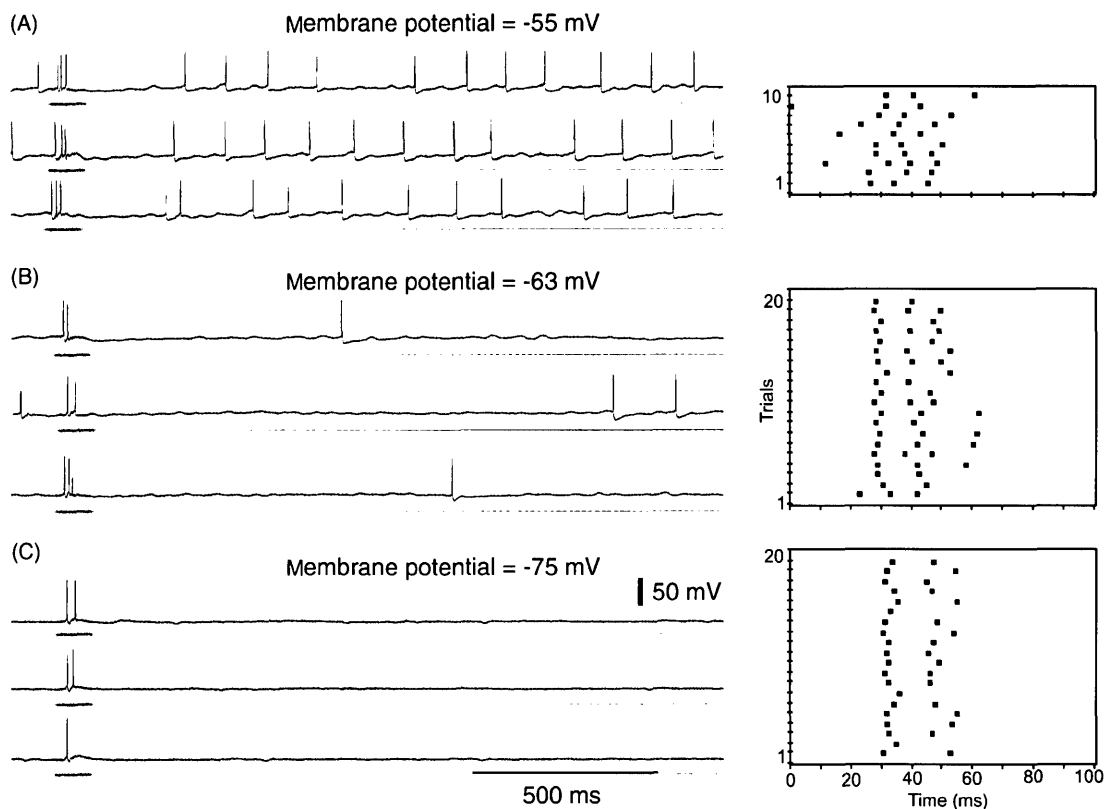 (A)
Membrane potential = -55 mV
10
1
(B)
Membrane potential = -63 mV
20
Trials
1
(C)
Membrane potential = -75 mV
50 mV
20
1
500 ms
0 20 40 60 80 100
Time (ms)